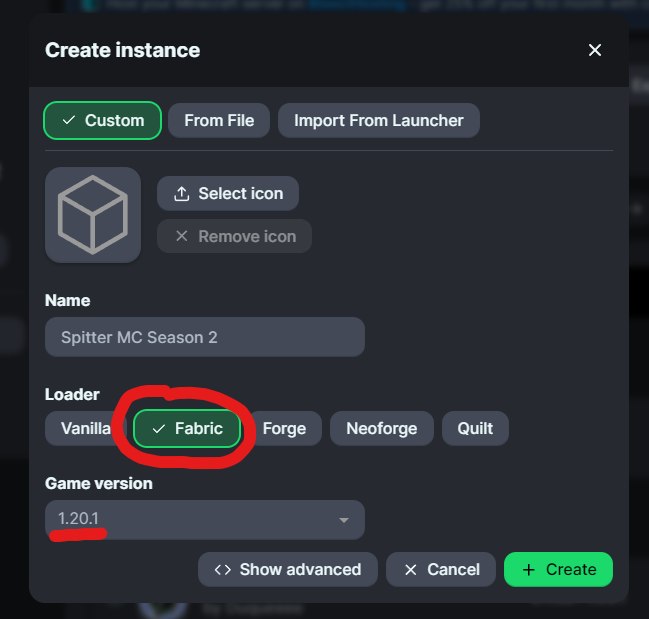 Create instance
Custom From File Import From Launcher
Select icon
Remove icon
Name
Spitter MC Season 2
Loader
Vanilla Fabric Forge Neoforge Quilt
Game version
1.20.1
Show advanced Cancel Create